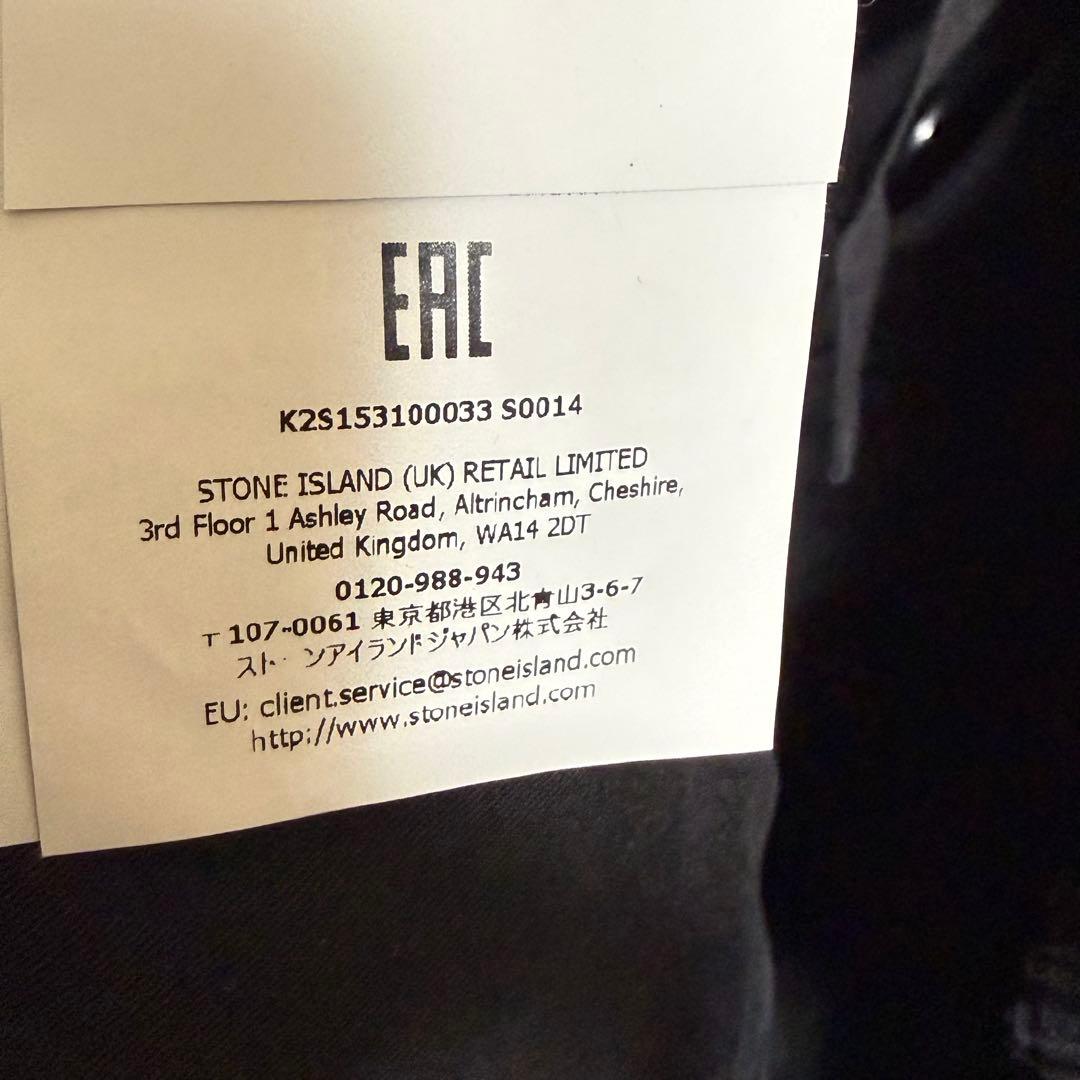 EAC
K2S153100033 S0014
STONE ISLAND (UK) RETAIL LIMITED
3rd Floor 1 Ashley Road, Altrincham, Cheshire,
United Kingdom, WA14 2DT
0120-988-943
〒107-0061 東京都港区北青山3-6-7
スト ンアイランドジャパン株式会社
EU: client.service@stoneisland.com
http://www.stoneisland.com